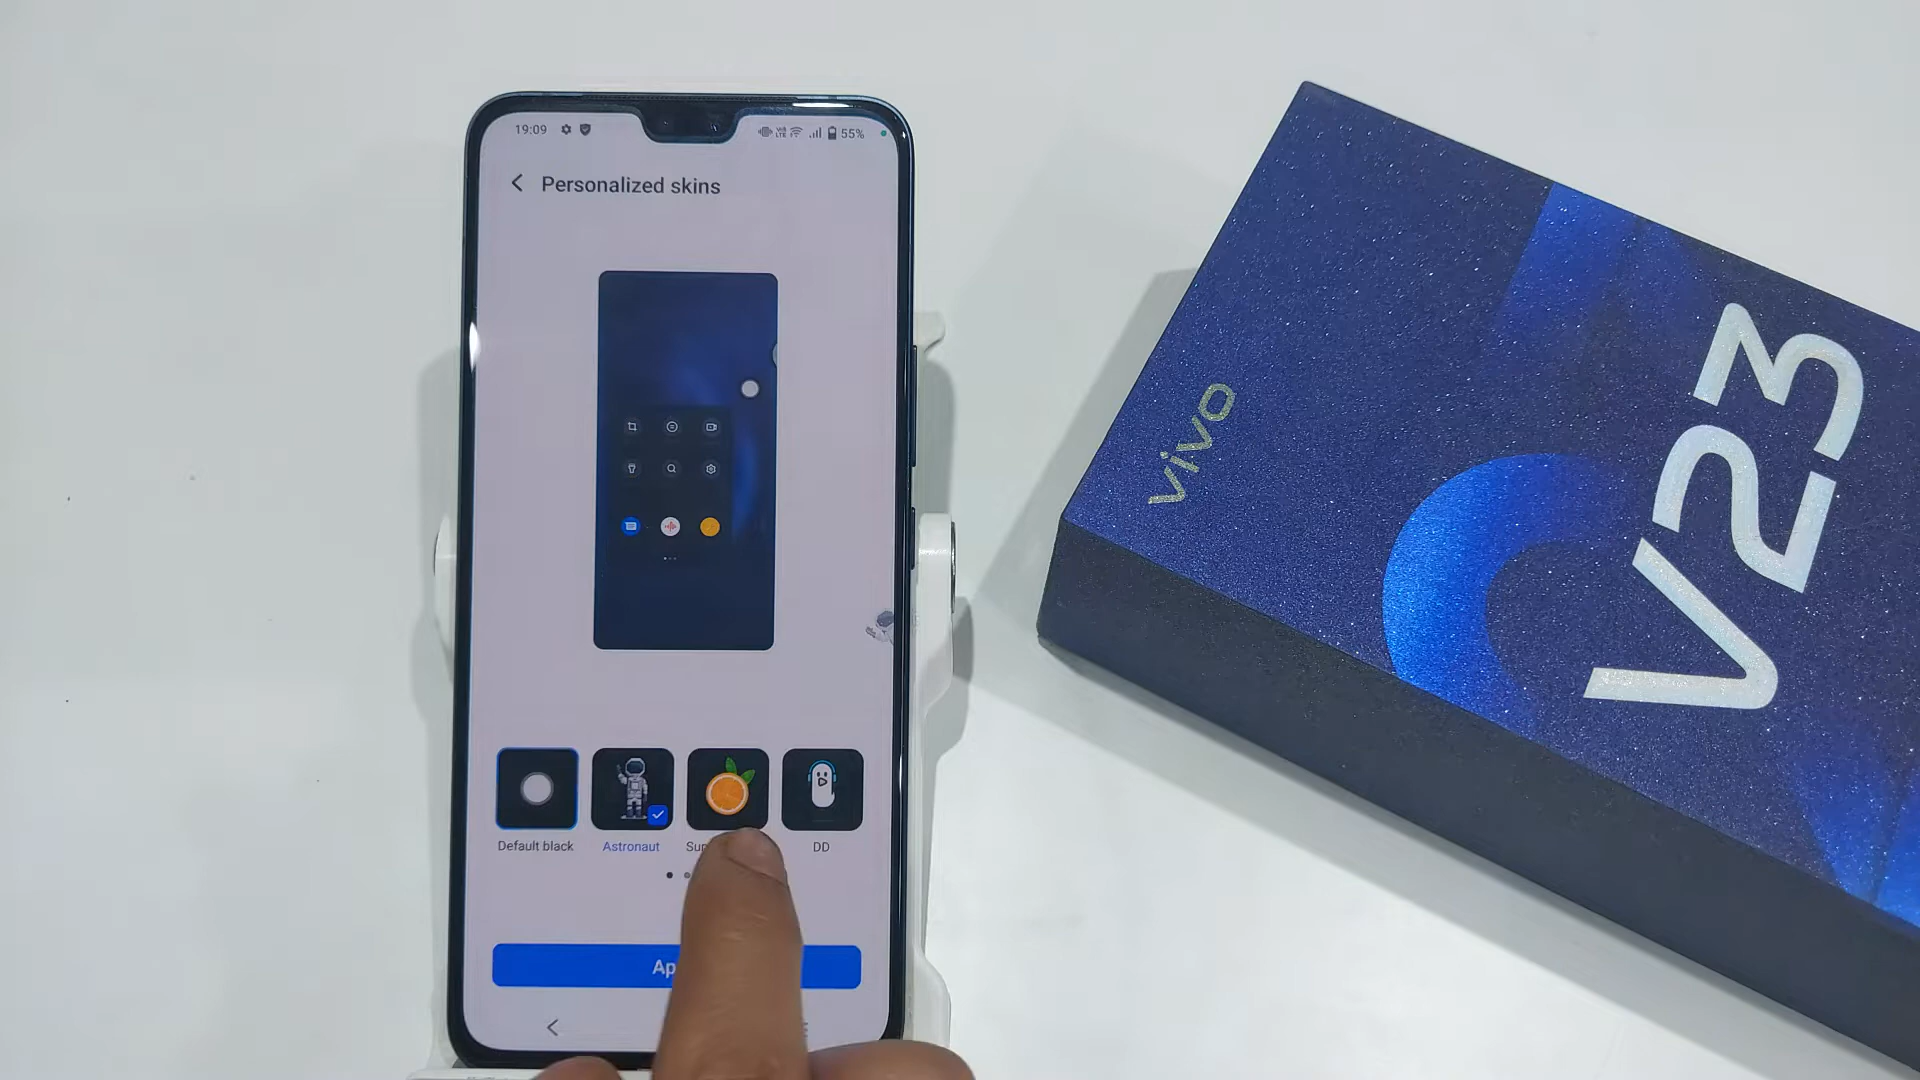 19:09
55%
Personalized skins
Default black
Astronaut
DD
vivo
V23